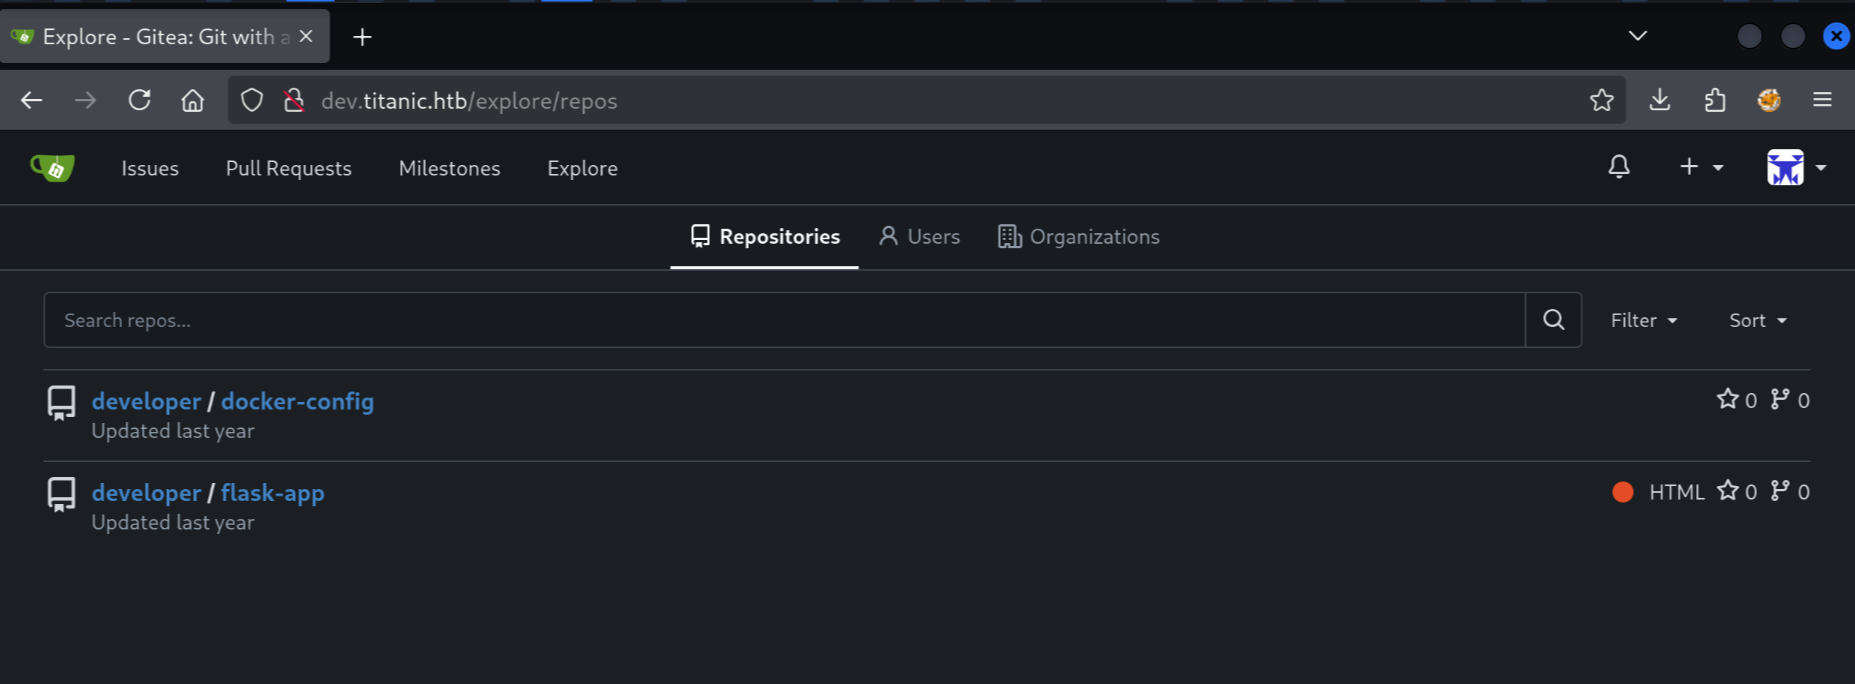 Explore - Gitea: Git with a
dev.titanic.htb/explore/repos
Issues Pull Requests Milestones Explore
Repositories Users Organizations
Search repos... Filter Sort
developer / docker-config 0 0
Updated last year
developer / flask-app HTML 0 0
Updated last year